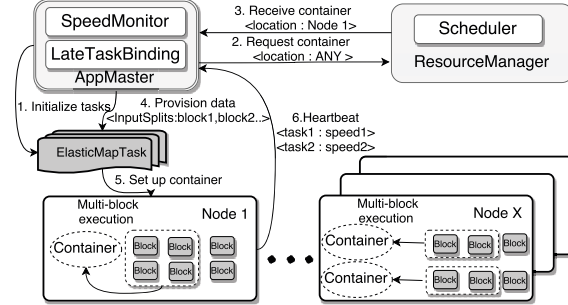 SpeedMonitor
LateTaskBinding
AppMaster
3. Receive container
<location : Node 1>
2. Request container
<location : ANY >
Scheduler
ResourceManager
1. Initialize tasks
4. Provision data
<InputSplits:block1,block2..>
6.Heartbeat
<task1 : speed1>
<task2 : speed2>
ElasticMapTask
5. Set up container
Multi-block
execution
Node 1
Container
Block Block Block
Block Block Block
Multi-block
execution
Node X
Container
Block Block Block
Container
Block Block Block